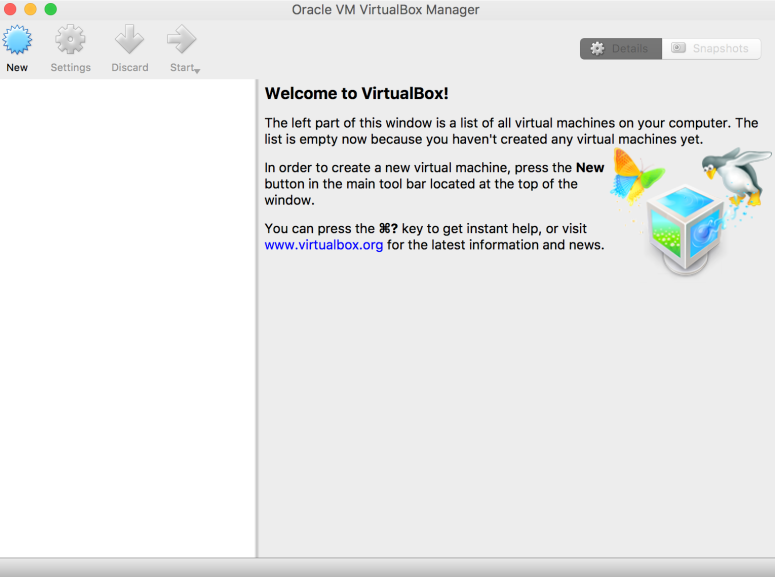 Oracle VM VirtualBox Manager
New
Settings
Discard
Start
Details
Snapshots
Welcome to VirtualBox!
The left part of this window is a list of all virtual machines on your computer. The
list is empty now because you haven't created any virtual machines yet.
In order to create a new virtual machine, press the New
button in the main tool bar located at the top of the
window.
You can press the ⌘? key to get instant help, or visit
www.virtualbox.org for the latest information and news.